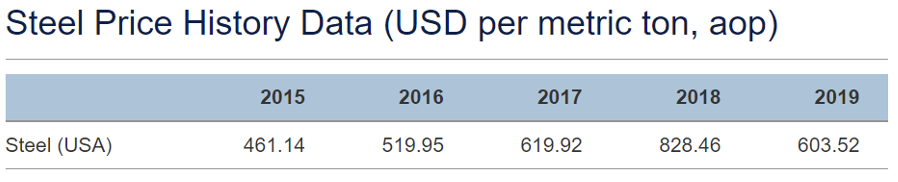 Steel Price History Data (USD per metric ton, aop)
2015 2016 2017 2018 2019
Steel (USA) 461.14 519.95 619.92 828.46 603.52